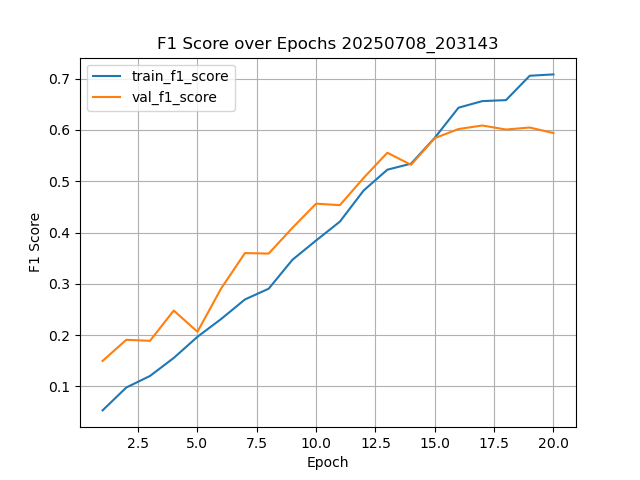 F1 Score over Epochs 20250708_203143
train_f1_score
val_f1_score
F1 Score
0.7
0.6
0.5
0.4
0.3
0.2
0.1
2.5 5.0 7.5 10.0 12.5 15.0 17.5 20.0
Epoch